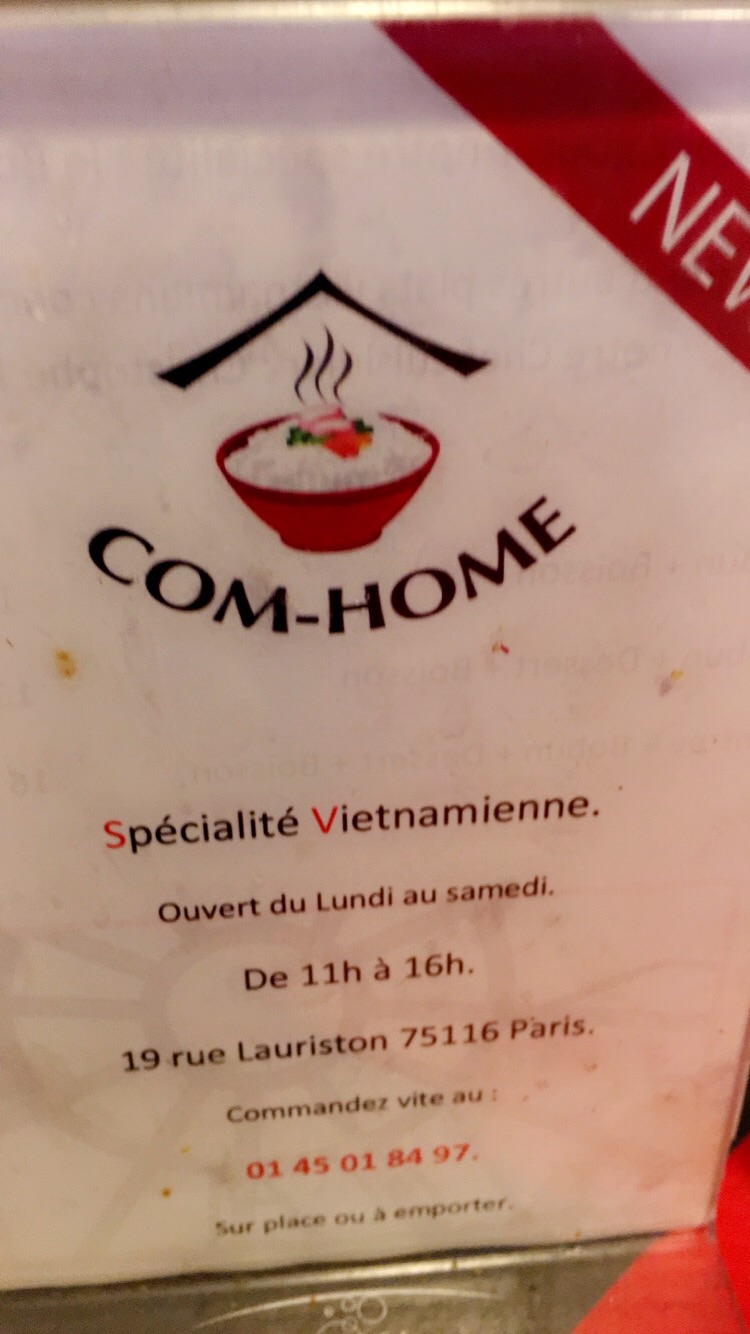 NEW
COM-HOME
Spécialité Vietnamienne.
Ouvert du Lundi au samedi.
De 11h à 16h.
19 rue Lauriston 75116 Paris.
Commandez vite au :
01 45 01 84 97.
Sur place ou à emporter.